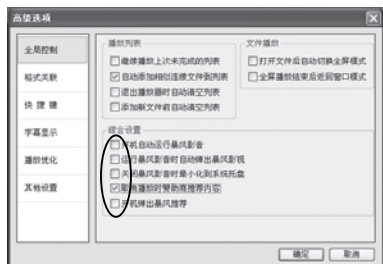 高级选项
全局控制
格式关联
快 捷 键
字幕显示
播放优化
其他设置
播放列表
继续播放上次未完成的列表
自动添加相似连续文件到列表
退出播放器时自动清空列表
添加新文件前自动清空列表
文件播放
打开文件后自动切换全屏模式
全屏播放结束后返回窗口模式
综合设置
开机自动运行暴风影音
运行暴风影音时自动弹出暴风影视
关闭暴风影音时最小化到系统托盘
取消播放时赞助商推荐内容
开机弹出暴风推荐
确定
取消